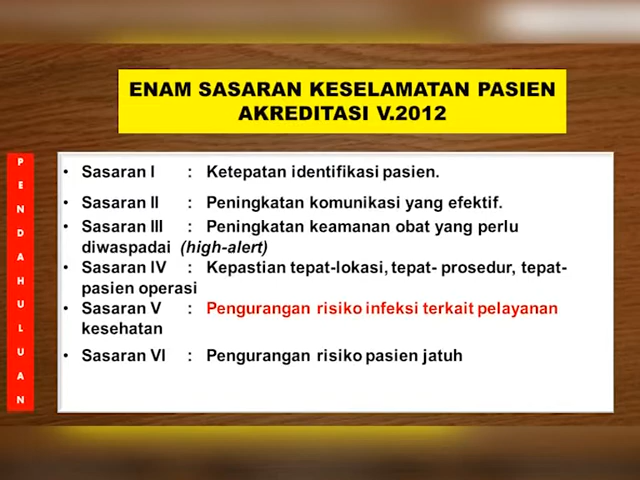 ENAM SASARAN KESELAMATAN PASIEN
AKREDITASI V.2012
PENDAHULUAN
• Sasaran I : Ketepatan identifikasi pasien.
• Sasaran II : Peningkatan komunikasi yang efektif.
• Sasaran III : Peningkatan keamanan obat yang perlu
diwaspadai (high-alert)
• Sasaran IV : Kepastian tepat-lokasi, tepat- prosedur, tepat-
pasien operasi
• Sasaran V : Pengurangan risiko infeksi terkait pelayanan
kesehatan
• Sasaran VI : Pengurangan risiko pasien jatuh